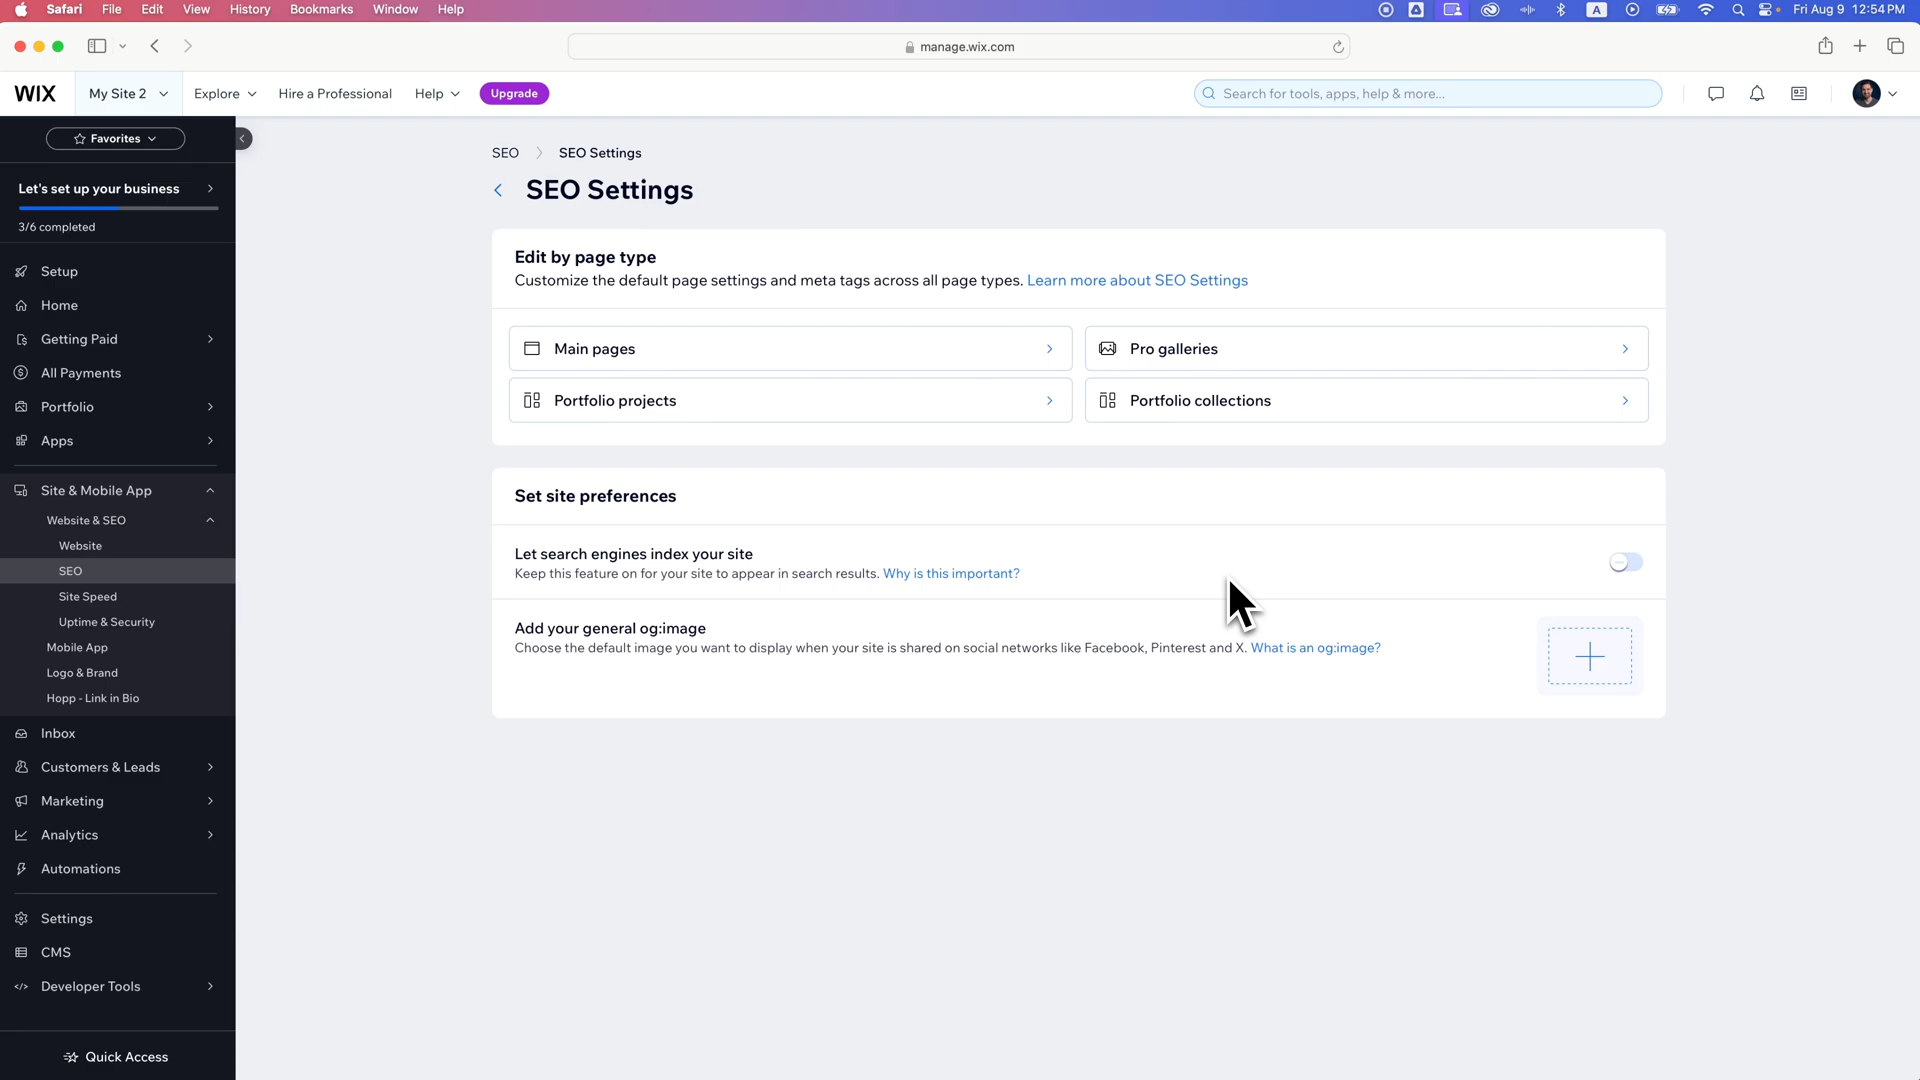 Safari File Edit View History Bookmarks Window Help
A
Fri Aug 9 12:54 PM
manage.wix.com
WIX
My Site 2
Explore
Hire a Professional
Help
Upgrade
Search for tools, apps, help & more...
Favorites
Let's set up your business
3/6 completed
Setup
Home
Getting Paid
All Payments
Portfolio
Apps
Site & Mobile App
Website & SEO
Website
SEO
Site Speed
Uptime & Security
Mobile App
Logo & Brand
Hopp - Link in Bio
Inbox
Customers & Leads
Marketing
Analytics
Automations
Settings
CMS
Developer Tools
Quick Access
SEO
SEO Settings
SEO Settings
Edit by page type
Customize the default page settings and meta tags across all page types. Learn more about SEO Settings
Main pages
Pro galleries
Portfolio projects
Portfolio collections
Set site preferences
Let search engines index your site
Keep this feature on for your site to appear in search results. Why is this important?
Add your general og:image
Choose the default image you want to display when your site is shared on social networks like Facebook, Pinterest and X. What is an og:image?